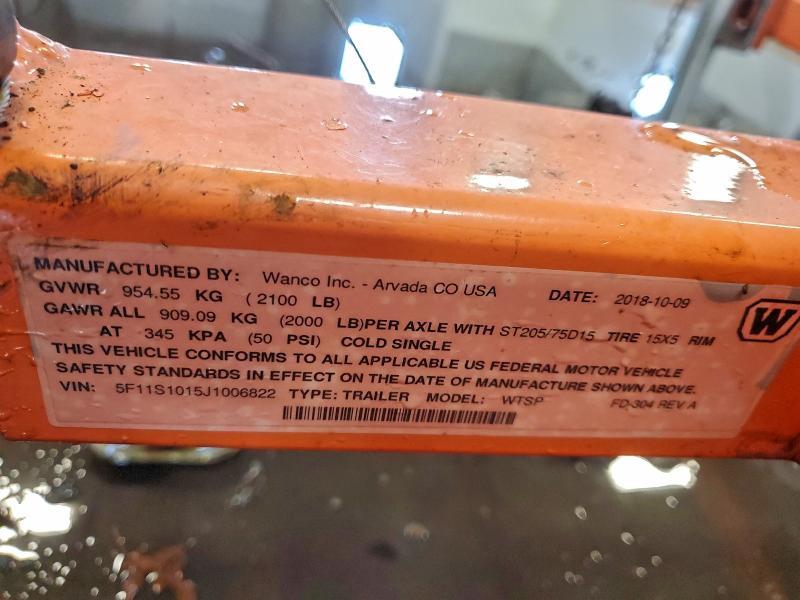 MANUFACTURED BY: Wanco Inc. - Arvada CO USA DATE: 2018-10-09
GVWR 954.55 KG ( 2100 LB)
GAWR ALL 909.09 KG (2000 LB)PER AXLE WITH ST205/75D15 TIRE 15X5 RIM
AT 345 KPA (50 PSI) COLD SINGLE
W
THIS VEHICLE CONFORMS TO ALL APPLICABLE US FEDERAL MOTOR VEHICLE
SAFETY STANDARDS IN EFFECT ON THE DATE OF MANUFACTURE SHOWN ABOVE.
VIN: 5F11S1015J1006822 TYPE: TRAILER MODEL: WTSP FD-304 REV A